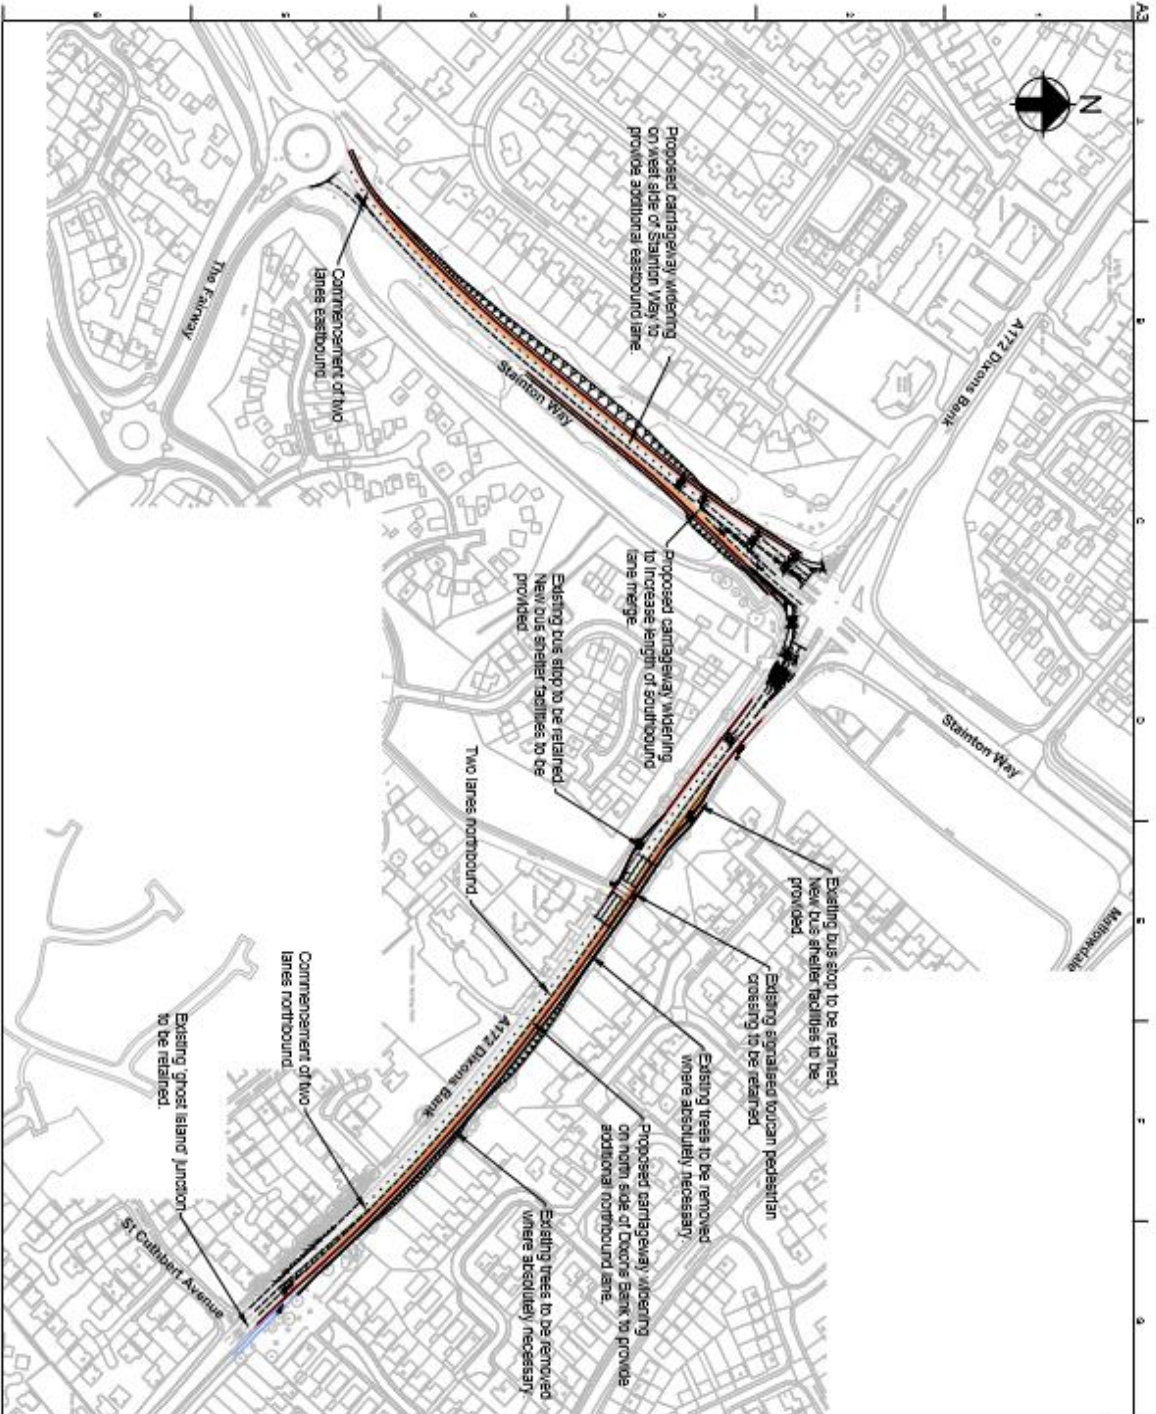 A3
N
Proposed carriageway widening
on west side of Stainton Way to
provide additional eastbound lane.
A172 Dixons Bank
The Fairway
Commencement of two
lanes eastbound
Stainton Way
Proposed carriageway widening
to increase length of southbound
lane merge
Existing bus stop to be retained.
New bus shelter facilities to be
provided
Stainton Way
Two lanes northbound
Existing bus stop to be retained.
New bus shelter facilities to be
provided.
Mallowdale
Existing signalised toucan pedestrian
crossing to be retained.
Existing trees to be removed
where absolutely necessary.
A172 Dixons Bank
Proposed carriageway widening
on north side of Dixons Bank to provide
additional northbound lane.
Commencement of two
lanes northbound
Existing 'ghost island' junction
to be retained.
Existing trees to be removed
where absolutely necessary.
St Cuthbert Avenue